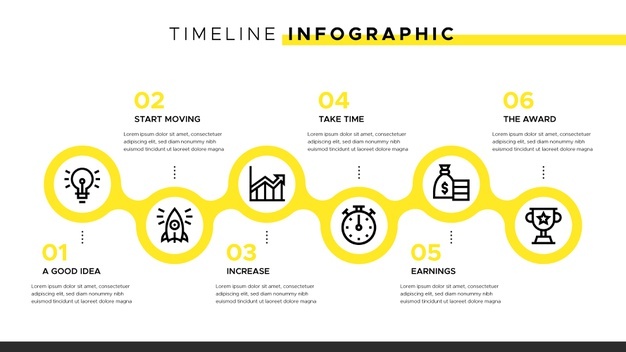 TIMELINE INFOGRAPHIC
02
START MOVING
Lorem ipsum dolor sit amet, consectetuer
adipiscing elit, sed diam nonummy nibh
euismod tincidunt ut laoreet dolore magna
04
TAKE TIME
Lorem ipsum dolor sit amet, consectetuer
adipiscing elit, sed diam nonummy nibh
euismod tincidunt ut laoreet dolore magna
06
THE AWARD
Lorem ipsum dolor sit amet, consectetuer
adipiscing elit, sed diam nonummy nibh
euismod tincidunt ut laoreet dolore magna
$
01
A GOOD IDEA
Lorem ipsum dolor sit amet, consectetuer
adipiscing elit, sed diam nonummy nibh
euismod tincidunt ut laoreet dolore magna
03
INCREASE
Lorem ipsum dolor sit amet, consectetuer
adipiscing elit, sed diam nonummy nibh
euismod tincidunt ut laoreet dolore magna
05
EARNINGS
Lorem ipsum dolor sit amet, consectetuer
adipiscing elit, sed diam nonummy nibh
euismod tincidunt ut laoreet dolore magna